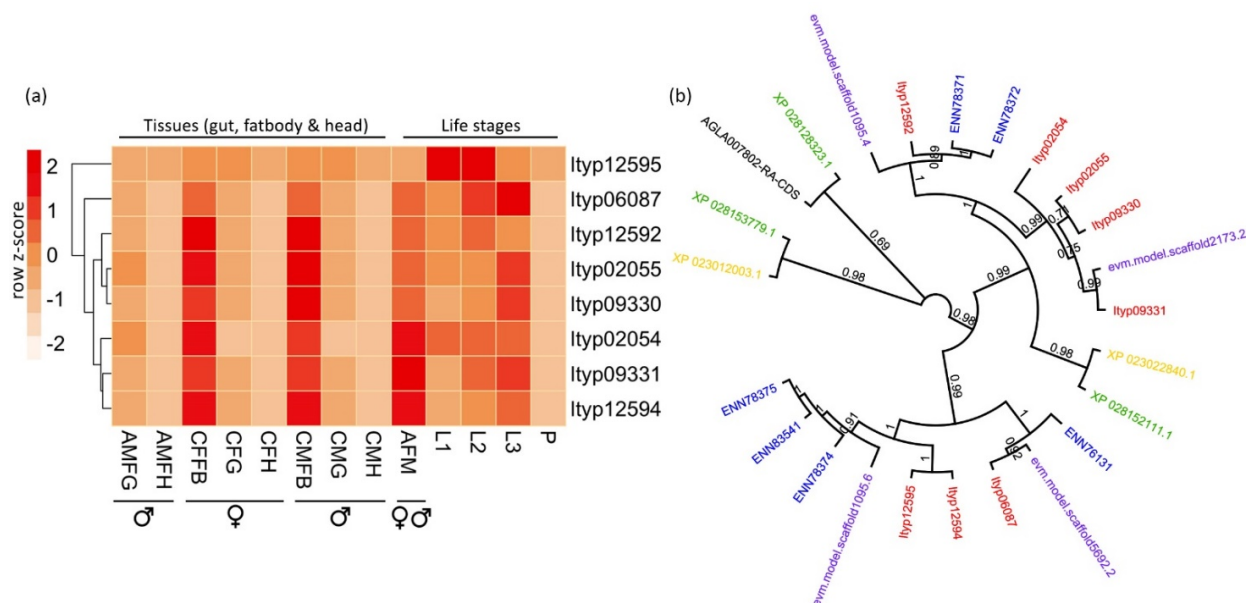 (a)
Tissues (gut, fatbody & head)
Life stages
row z-score
2
1
0
-1
-2
Ityp12595
Ityp06087
Ityp12592
Ityp02055
Ityp09330
Ityp02054
Ityp09331
Ityp12594
AMFG
AMFH
CFFB
CFG
CFH
CMFB
CMG
CMH
AFM
L1
L2
L3
P
♂
♀
♂
♀♂
(b)
evm.model.scaffold1095.4
Ityp12592
ENN78371
ENN78372
Ityp02054
Ityp02055
Ityp09330
evm.model.scaffold2173.2
Ityp09331
XP 023022840.1
XP 028152111.1
ENN76131
evm.model.scaffold5692.2
Ityp06087
Ityp12594
Ityp12595
evm.model.scaffold1095.6
ENN78374
ENN83541
ENN78375
XP 023012003.1
XP 028153779.1
AGLA007802-RA-CDS
XP 028128323.1
0.89
1
1
1
0.99
0.71
0.75
0.99
0.99
0.98
0.69
0.98
0.98
0.99
1
0.92
1
1
0.91